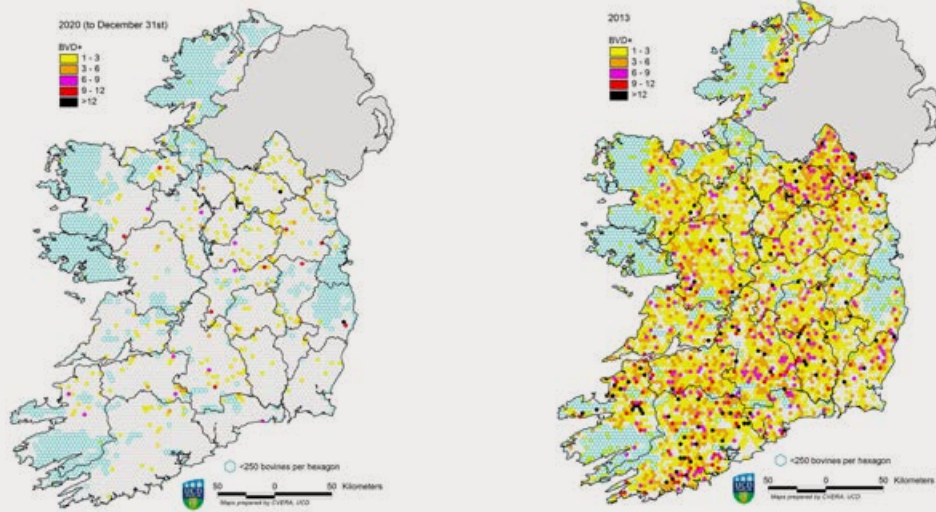 2020 (to December 31st)
BVD+
1 - 3
3 - 6
6 - 9
9 - 12
>12
<250 bovines per hexagon
50 0 50 Kilometers
UCD
Maps prepared by CVERA, UCD
2013
BVD+
1 - 3
3 - 6
6 - 9
9 - 12
>12
<250 bovines per hexagon
50 0 50 Kilometers
UCD
Maps prepared by CVERA, UCD